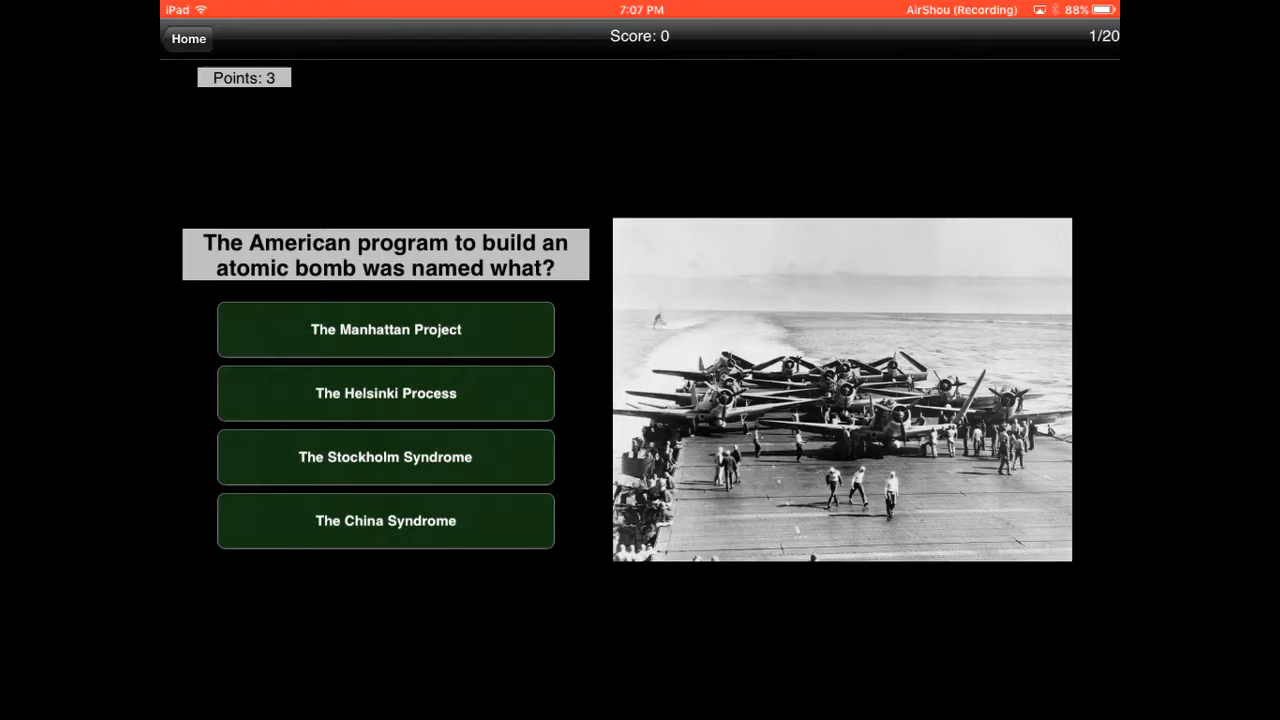 iPad 7:07 PM AirShou (Recording) 88%
Home Score: 0 1/20
Points: 3
The American program to build an
atomic bomb was named what?
The Manhattan Project
The Helsinki Process
The Stockholm Syndrome
The China Syndrome